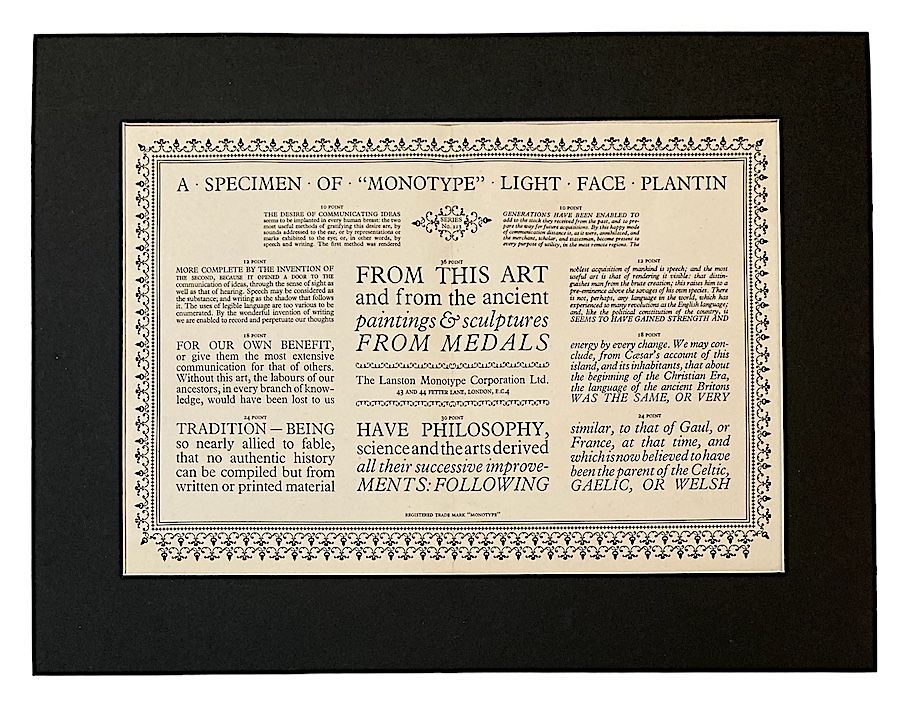 A · SPECIMEN · OF · “MONOTYPE” · LIGHT · FACE · PLANTIN
10 POINT
THE DESIRE OF COMMUNICATING IDEAS
seems to be implanted in every human breast: the two
most useful methods of gratifying this desire are, by
sounds addressed to the ear, or by representations or
marks exhibited to the eye; or, in other words, by
speech and writing. The first method was rendered
SERIES
No. 113
10 POINT
GENERATIONS HAVE BEEN ENABLED TO
add to the stock they received from the past, and to pre-
pare the way for future acquisitions. By this happy mode
of communication distance is, as it were, annihilated, and
the merchant, scholar, and statesman, become present to
every purpose of utility, in the most remote regions. The
12 POINT
MORE COMPLETE BY THE INVENTION OF
THE SECOND, BECAUSE IT OPENED A DOOR TO THE
communication of ideas, through the sense of sight as
well as that of hearing. Speech may be considered as
the substance; and writing as the shadow that follows
it. The uses of legible language are too various to be
enumerated. By the wonderful invention of writing
we are enabled to record and perpetuate our thoughts
18 POINT
FOR OUR OWN BENEFIT,
or give them the most extensive
communication for that of others.
Without this art, the labours of our
ancestors, in every branch of know-
ledge, would have been lost to us
24 POINT
TRADITION — BEING
so nearly allied to fable,
that no authentic history
can be compiled but from
written or printed material
36 POINT
FROM THIS ART
and from the ancient
paintings & sculptures
FROM MEDALS
The Lanston Monotype Corporation Ltd.
43 AND 44 FETTER LANE, LONDON, E.C.4
30 POINT
HAVE PHILOSOPHY,
science and the arts derived
all their successive improve-
MENTS: FOLLOWING
12 POINT
noblest acquisition of mankind is speech; and the most
useful art is that of rendering it visible: that distin-
guishes man from the brute creation; this raises him to a
pre-eminence above the savages of his own species. There
is not, perhaps, any language in the world, which has
experienced so many revolutions as the English language;
and, like the political constitution of the country, it
SEEMS TO HAVE GAINED STRENGTH AND
18 POINT
energy by every change. We may con-
clude, from Cæsar's account of this
island, and its inhabitants, that about
the beginning of the Christian Era,
the language of the ancient Britons
WAS THE SAME, OR VERY
24 POINT
similar, to that of Gaul, or
France, at that time, and
which is now believed to have
been the parent of the Celtic,
GAELIC, OR WELSH
REGISTERED TRADE MARK “MONOTYPE”